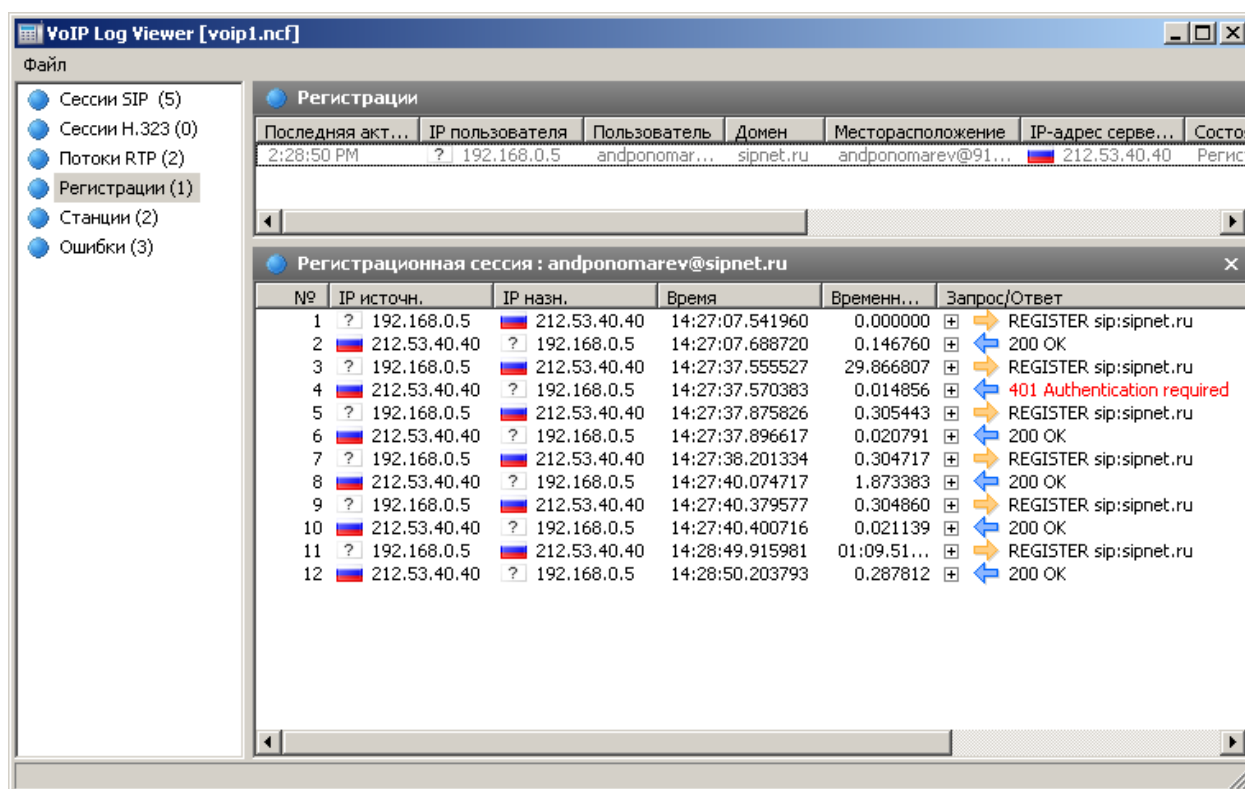 VoIP Log Viewer [voip1.ncf]
Файл
Сессии SIP (5)
Сессии H.323 (0)
Потоки RTP (2)
Регистрации (1)
Станции (2)
Ошибки (3)
Регистрации
Последняя акт... IP пользователя Пользователь Домен Месторасположение IP-адрес серве... Состо
2:28:50 PM ? 192.168.0.5 andponomar... sipnet.ru andponomarev@91... 212.53.40.40 Регис
Регистрационная сессия : andponomarev@sipnet.ru
№ IP источн. IP назн. Время Временн... Запрос/Ответ
1 ? 192.168.0.5 212.53.40.40 14:27:07.541960 0.000000 REGISTER sip:sipnet.ru
2 212.53.40.40 ? 192.168.0.5 14:27:07.688720 0.146760 200 OK
3 ? 192.168.0.5 212.53.40.40 14:27:37.555527 29.866807 REGISTER sip:sipnet.ru
4 212.53.40.40 ? 192.168.0.5 14:27:37.570383 0.014856 401 Authentication required
5 ? 192.168.0.5 212.53.40.40 14:27:37.875826 0.305443 REGISTER sip:sipnet.ru
6 212.53.40.40 ? 192.168.0.5 14:27:37.896617 0.020791 200 OK
7 ? 192.168.0.5 212.53.40.40 14:27:38.201334 0.304717 REGISTER sip:sipnet.ru
8 212.53.40.40 ? 192.168.0.5 14:27:40.074717 1.873383 200 OK
9 ? 192.168.0.5 212.53.40.40 14:27:40.379577 0.304860 REGISTER sip:sipnet.ru
10 212.53.40.40 ? 192.168.0.5 14:27:40.400716 0.021139 200 OK
11 ? 192.168.0.5 212.53.40.40 14:28:49.915981 01:09.51... REGISTER sip:sipnet.ru
12 212.53.40.40 ? 192.168.0.5 14:28:50.203793 0.287812 200 OK